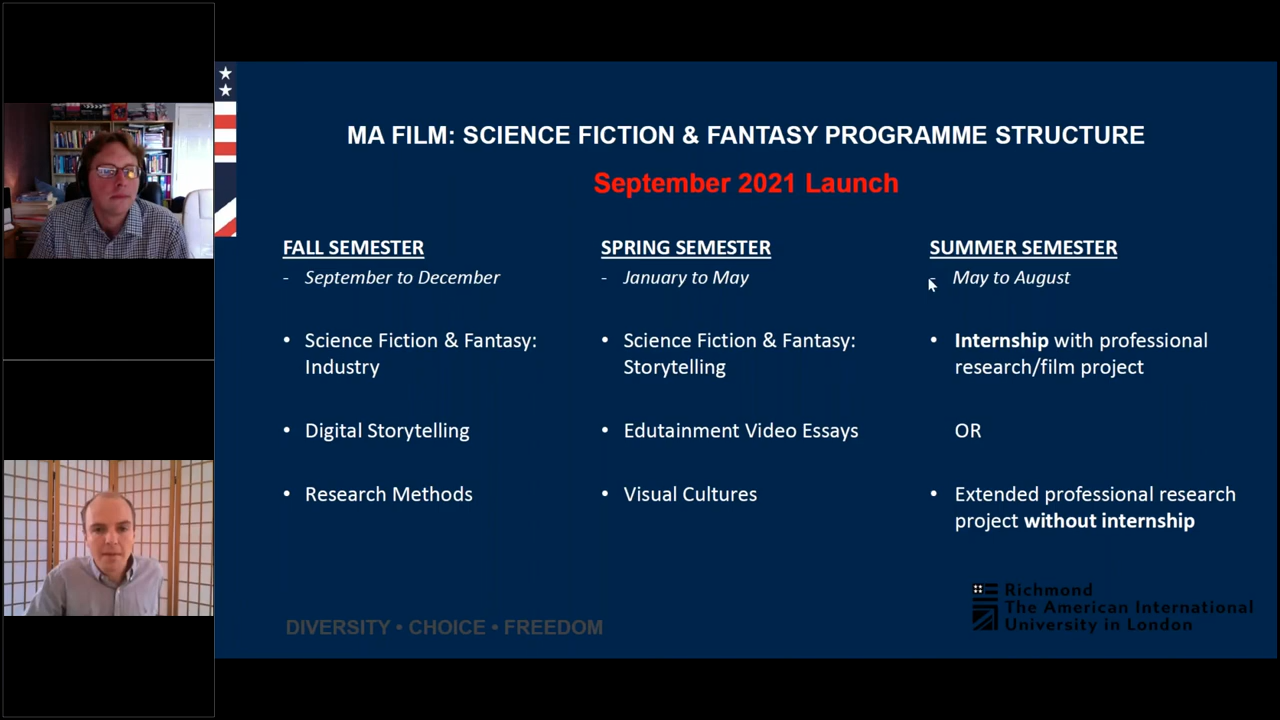 MA FILM: SCIENCE FICTION & FANTASY PROGRAMME STRUCTURE
September 2021 Launch
FALL SEMESTER
- September to December
• Science Fiction & Fantasy:
Industry
• Digital Storytelling
• Research Methods
SPRING SEMESTER
- January to May
• Science Fiction & Fantasy:
Storytelling
• Edutainment Video Essays
• Visual Cultures
SUMMER SEMESTER
- May to August
• Internship with professional
research/film project
OR
• Extended professional research
project without internship
DIVERSITY • CHOICE • FREEDOM
Richmond
The American International
University in London